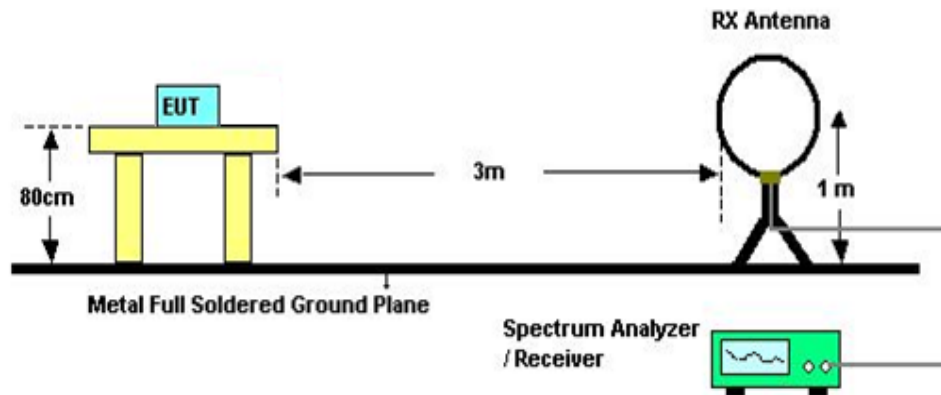 RX Antenna
EUT
3m
80cm
1 m
Metal Full Soldered Ground Plane
Spectrum Analyzer
/ Receiver